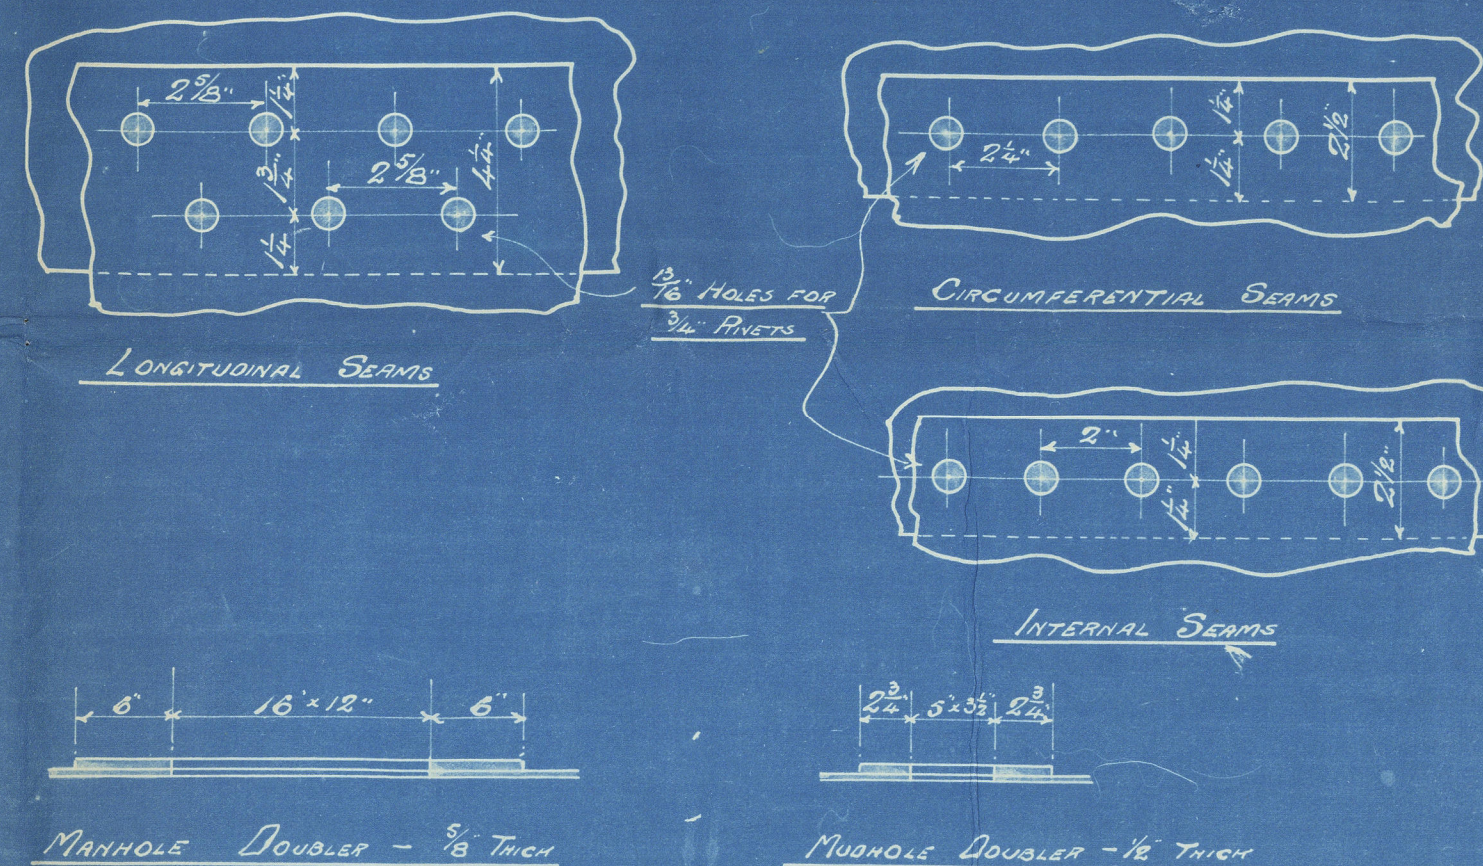 2 5/8"
1 1/4"
1 3/4"
2 5/8"
1 1/4
4 1/4"
LONGITUDINAL SEAMS
13/16" HOLES FOR
3/4" RIVETS
2 1/4"
1 1/4"
1 1/4"
2 1/2"
CIRCUMFERENTIAL SEAMS
2"
1 1/4"
1 1/4"
2 1/2"
INTERNAL SEAMS
6" 16" x 12" 6"
MANHOLE DOUBLER - 5/8" THICK
2 3/4" 5" x 3 1/2" 2 3/4"
MUDHOLE DOUBLER - 1/2" THICK